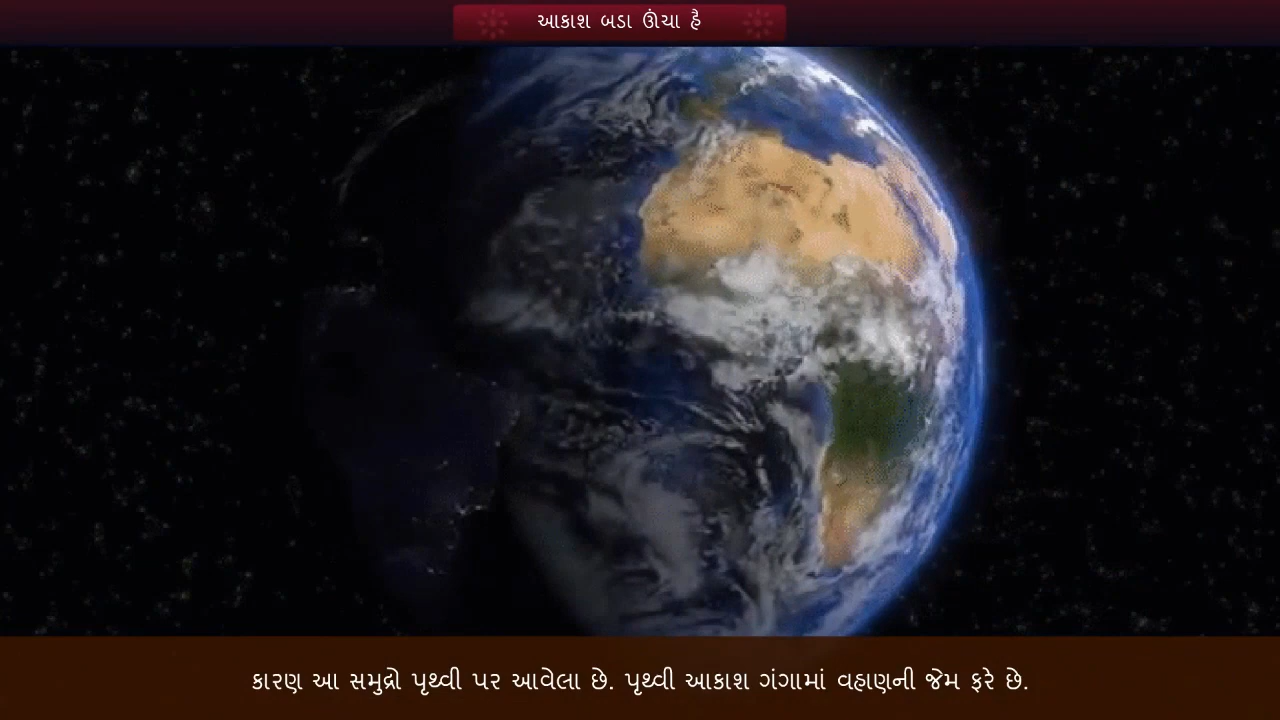 આકાશ બડા ઊંચા હૈ
કારણ આ સમુદ્રો પૃથ્વી પર આવેલા છે. પૃથ્વી આકાશ ગંગામાં વહાણની જેમ ફરે છે.